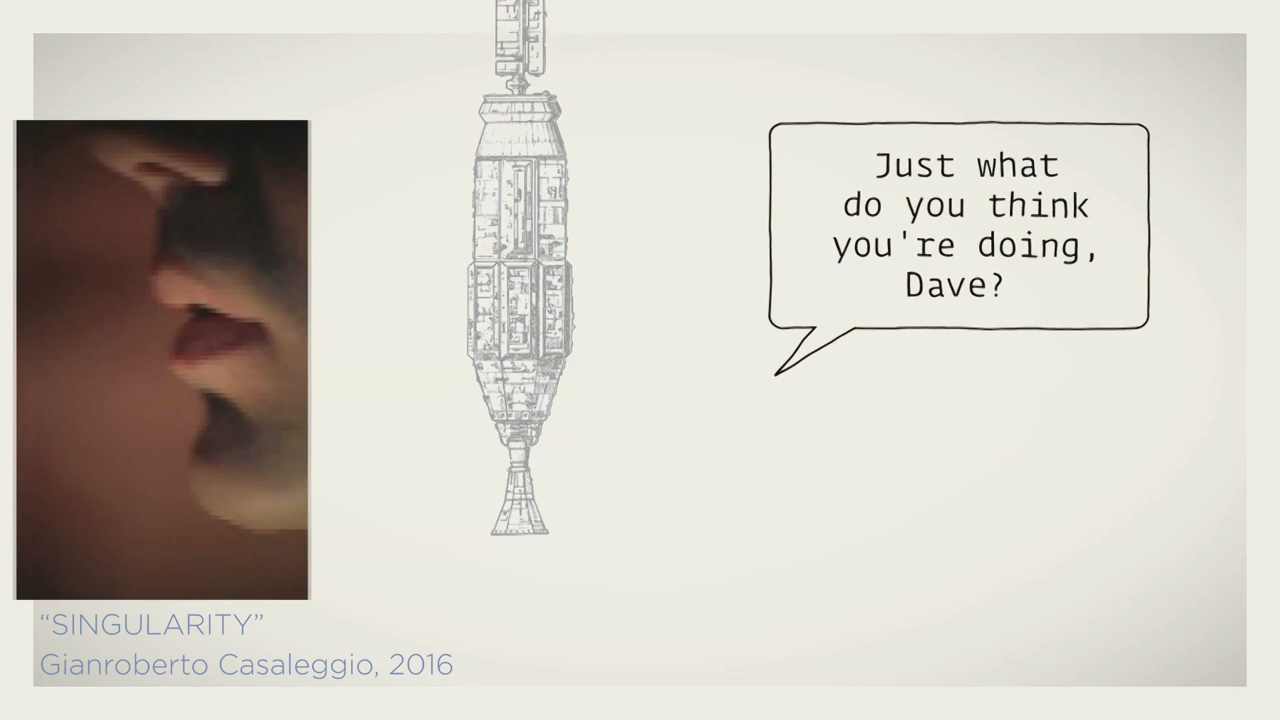 Just what
do you think
you're doing,
Dave?
“SINGULARITY”
Gianroberto Casaleggio, 2016